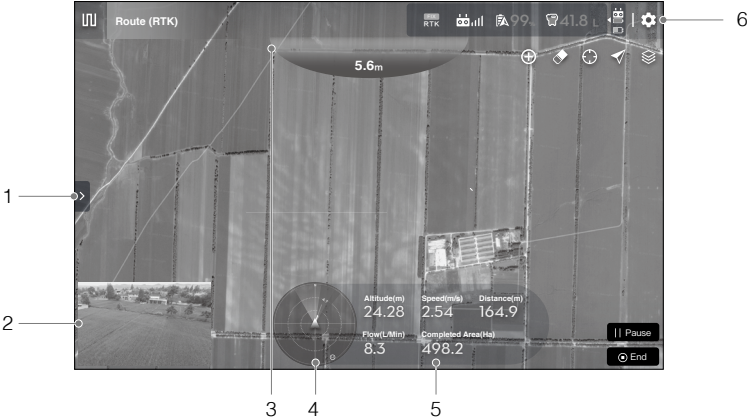 Route (RTK)
RTK
99%
41.8 L
6
5.6m
1
Altitude(m) Speed(m/s) Distance(m)
24.28 2.54 164.9
2
Flow(L/Min) Completed Area(Ha)
8.3 498.2
Pause
End
3 4 5